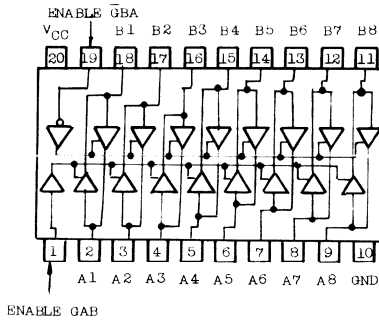 ENABLE G̅BA
VCC B1 B2 B3 B4 B5 B6 B7 B8
20 19 18 17 16 15 14 13 12 11
1 2 3 4 5 6 7 8 9 10
A1 A2 A3 A4 A5 A6 A7 A8 GND
ENABLE GAB